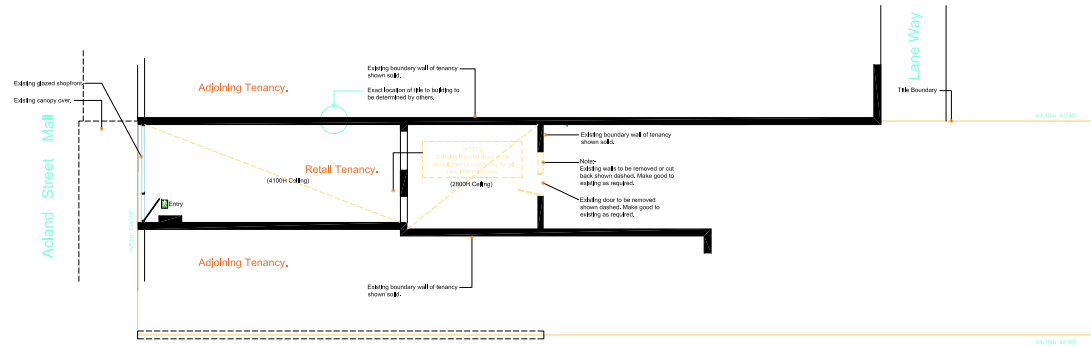 Lane Way
Existing boundary wall of tenancy
shown solid.
Existing glazed shopfront.
Adjoining Tenancy.
Exact location of title to building to
be determined by others.
Title Boundary
Existing canopy over.
Acland Street Mall
Existing boundary wall of tenancy
shown solid.
NOTE:
Retail Tenancy.
(4100H Ceiling)
(2800H Ceiling)
Note:-
Existing walls to be removed or cut
back shown dashed. Make good to
existing as required.
Entry
Existing door to be removed
shown dashed. Make good to
existing as required.
Adjoining Tenancy.
Existing boundary wall of tenancy
shown solid.